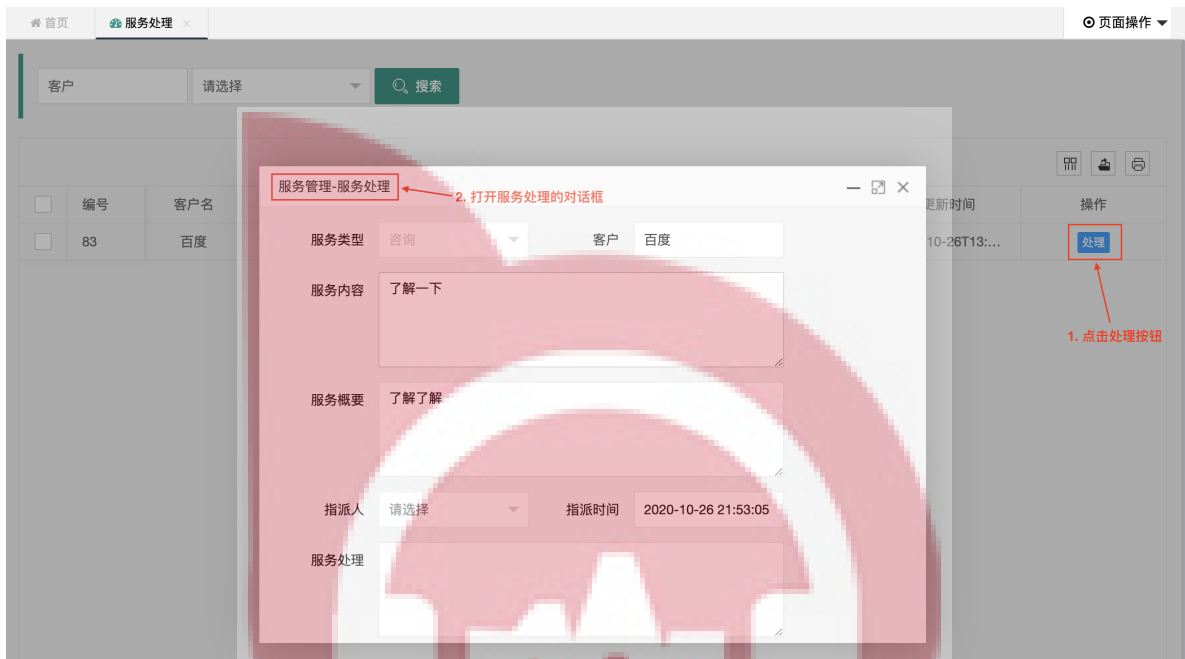 首页
服务处理
页面操作
客户
请选择
搜索
编号
客户名
更新时间
操作
83
百度
10-26T13:...
处理
1. 点击处理按钮
服务管理-服务处理
2. 打开服务处理的对话框
服务类型
咨询
客户
百度
服务内容
了解一下
服务概要
了解了解
指派人
请选择
指派时间
2020-10-26 21:53:05
服务处理